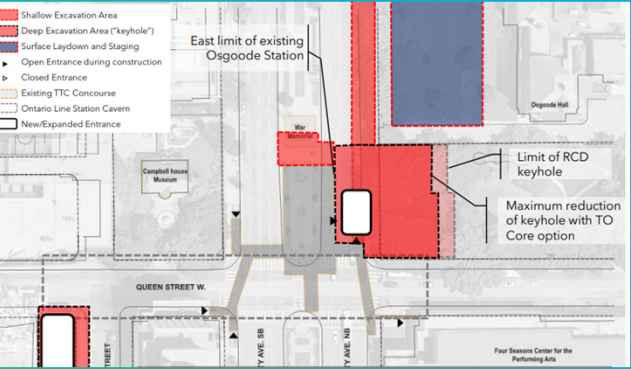 Shallow Excavation Area
Deep Excavation Area ("keyhole")
Surface Laydown and Staging
Open Entrance during construction
Closed Entrance
Existing TTC Concourse
Ontario Line Station Cavern
New/Expanded Entrance
East limit of existing
Osgoode Station
Osgoode Hall
War
Memorial
Campbell house
Museum
Limit of RCD
keyhole
Maximum reduction
of keyhole with TO
Core option
QUEEN STREET W.
TREET
TY AVE. SB
TY AVE. NB
Four Seasons Center for the
Performing Arts